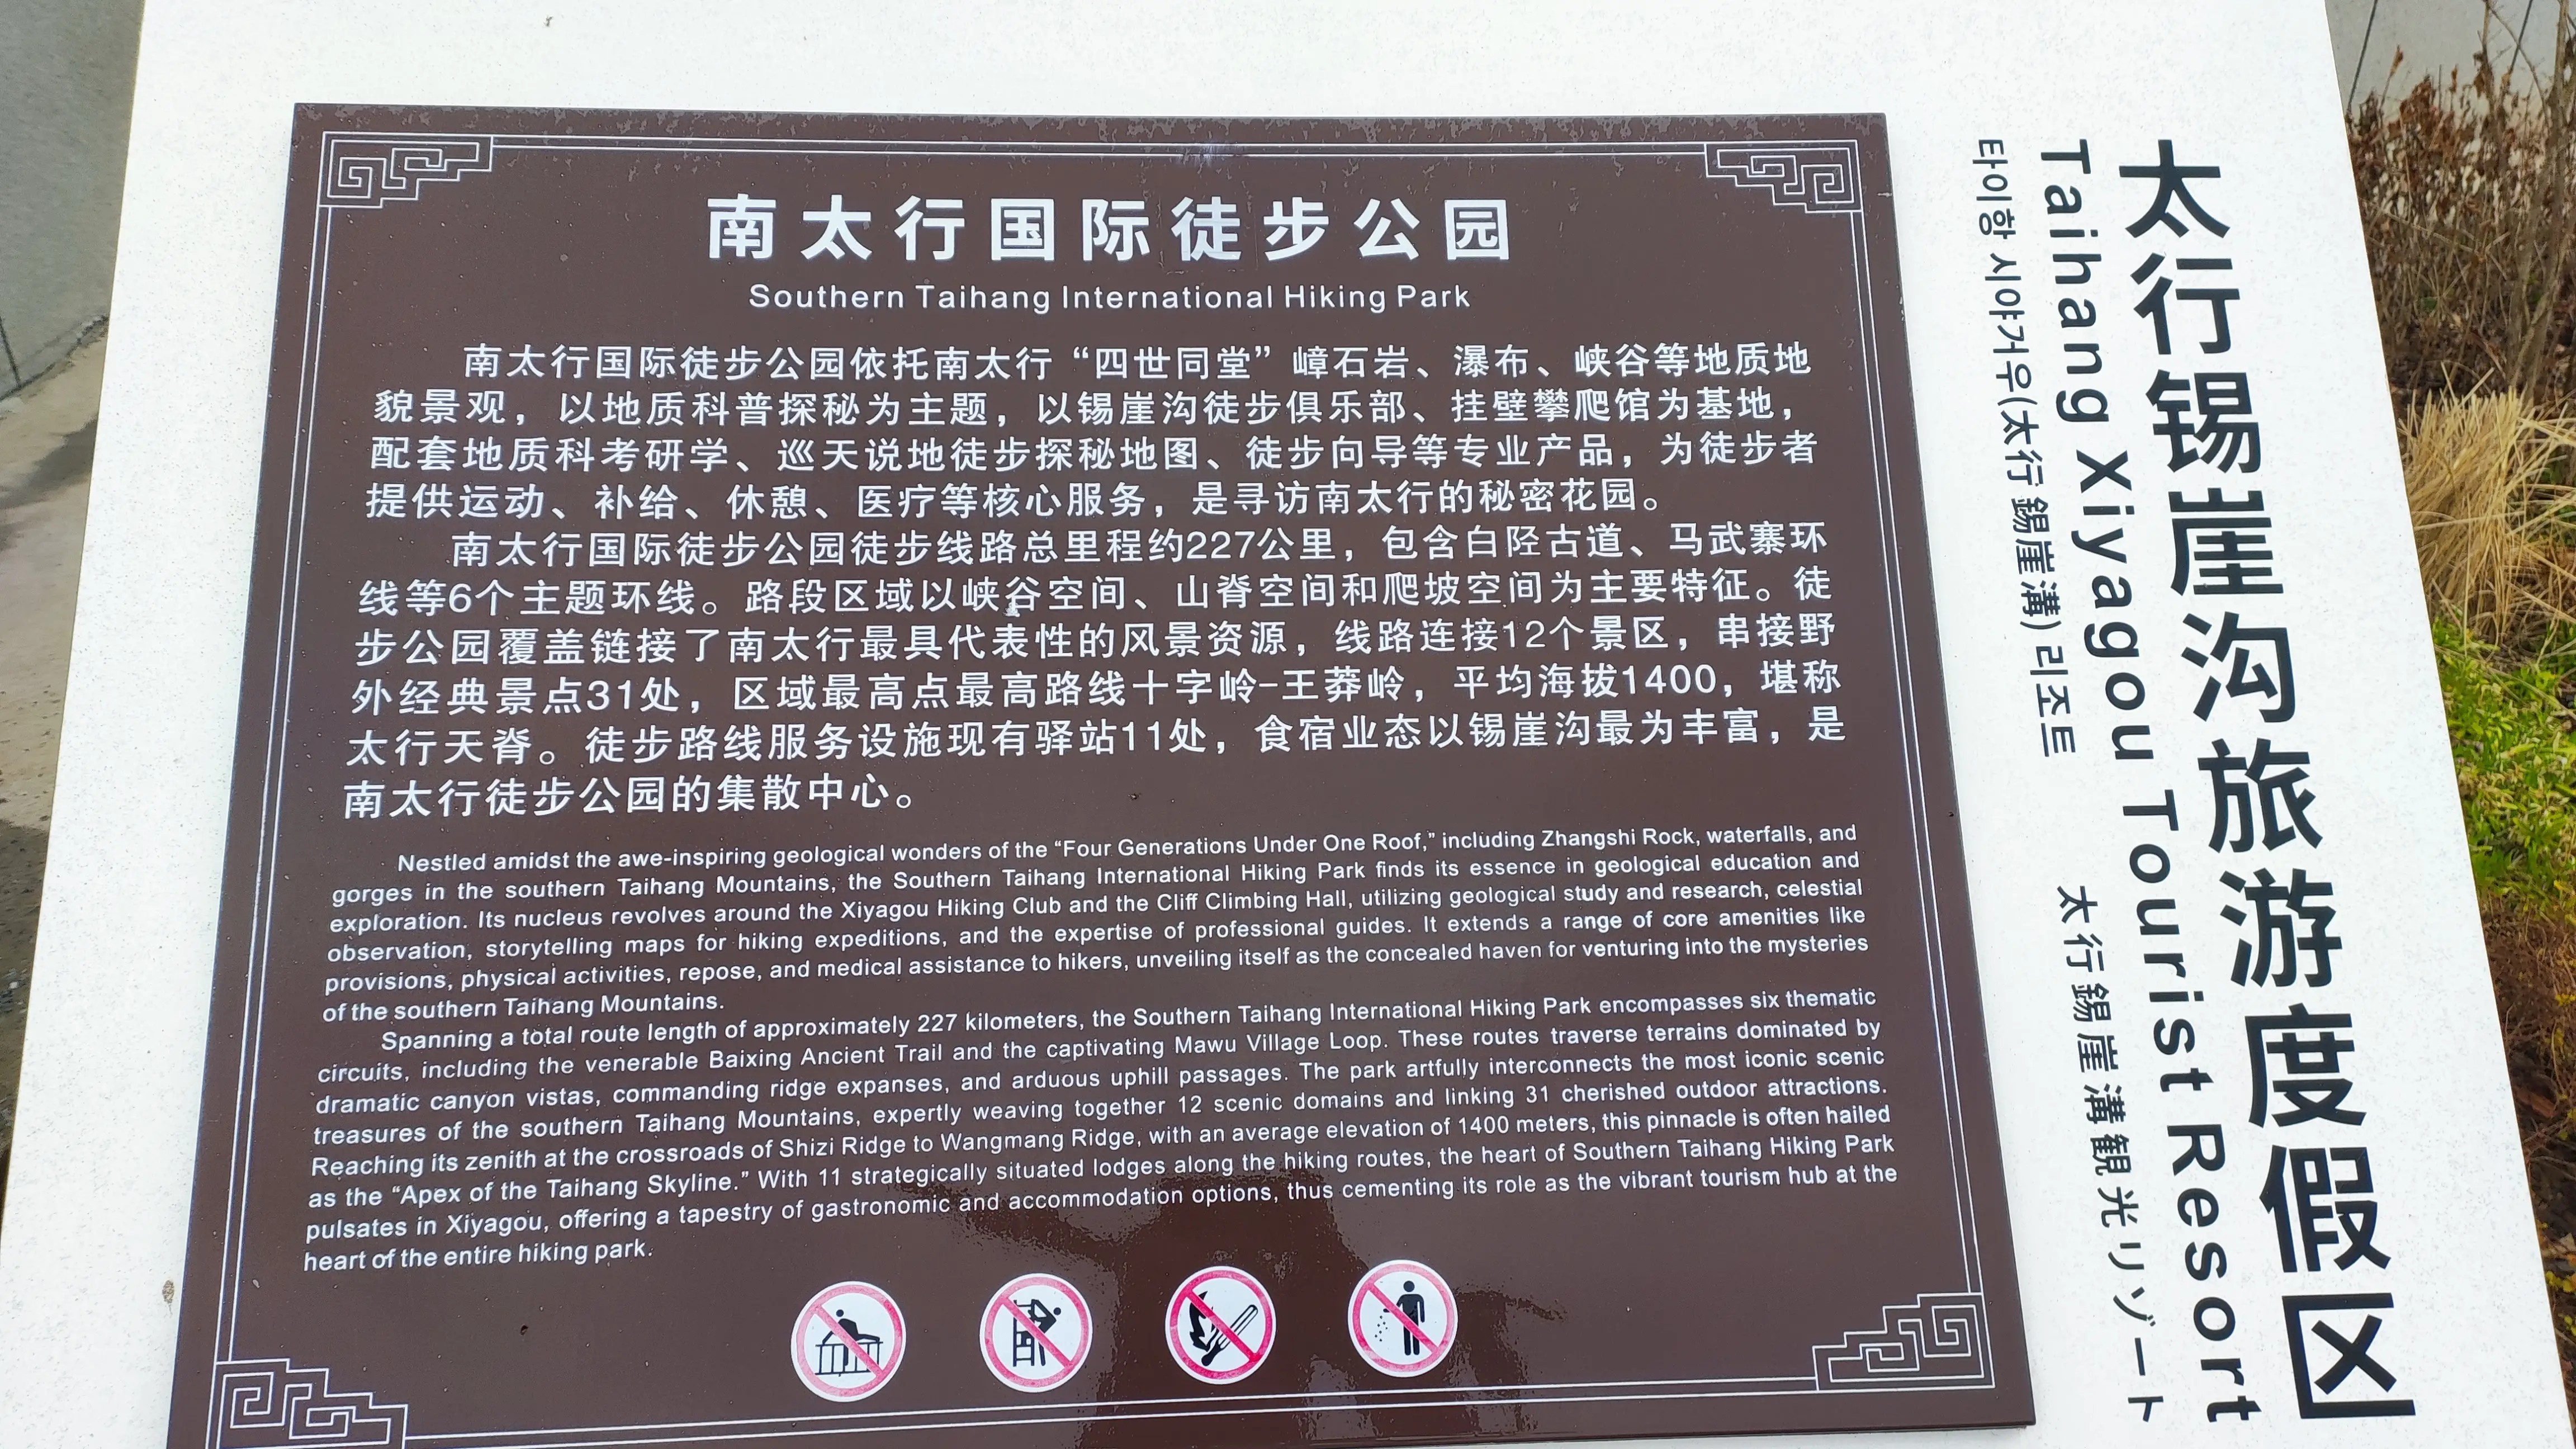 南太行国际徒步公园
Southern Taihang International Hiking Park
南太行国际徒步公园依托南太行“四世同堂”嶂石岩、瀑布、峡谷等地质地
貌景观，以地质科普探秘为主题，以锡崖沟徒步俱乐部、挂壁攀爬馆为基地，
配套地质科考研学、巡天说地徒步探秘地图、徒步向导等专业产品，为徒步者
提供运动、补给、休憩、医疗等核心服务，是寻访南太行的秘密花园。
南太行国际徒步公园徒步线路总里程约227公里，包含白陉古道、马武寨环
线等6个主题环线。路段区域以峡谷空间、山脊空间和爬坡空间为主要特征。徒
步公园覆盖链接了南太行最具代表性的风景资源，线路连接12个景区，串接野
外经典景点31处，区域最高点最高路线十字岭-王莽岭，平均海拔1400，堪称
太行天脊。徒步路线服务设施现有驿站11处，食宿业态以锡崖沟最为丰富，是
南太行徒步公园的集散中心。
Nestled amidst the awe-inspiring geological wonders of the “Four Generations Under One Roof,” including Zhangshi Rock, waterfalls, and
gorges in the southern Taihang Mountains, the Southern Taihang International Hiking Park finds its essence in geological education and
exploration. Its nucleus revolves around the Xiyagou Hiking Club and the Cliff Climbing Hall, utilizing geological study and research, celestial
observation, storytelling maps for hiking expeditions, and the expertise of professional guides. It extends a range of core amenities like
provisions, physical activities, repose, and medical assistance to hikers, unveiling itself as the concealed haven for venturing into the mysteries
of the southern Taihang Mountains.
Spanning a total route length of approximately 227 kilometers, the Southern Taihang International Hiking Park encompasses six thematic
circuits, including the venerable Baixing Ancient Trail and the captivating Mawu Village Loop. These routes traverse terrains dominated by
dramatic canyon vistas, commanding ridge expanses, and arduous uphill passages. The park artfully interconnects the most iconic scenic
treasures of the southern Taihang Mountains, expertly weaving together 12 scenic domains and linking 31 cherished outdoor attractions.
Reaching its zenith at the crossroads of Shizi Ridge to Wangmang Ridge, with an average elevation of 1400 meters, this pinnacle is often hailed
as the “Apex of the Taihang Skyline.” With 11 strategically situated lodges along the hiking routes, the heart of Southern Taihang Hiking Park
pulsates in Xiyagou, offering a tapestry of gastronomic and accommodation options, thus cementing its role as the vibrant tourism hub at the
heart of the entire hiking park.
太行锡崖沟旅游度假区
Taihang Xiyagou Tourist Resort
타이항 시야거우(太行錫崖溝) 리조트
太行錫崖溝観光リゾート